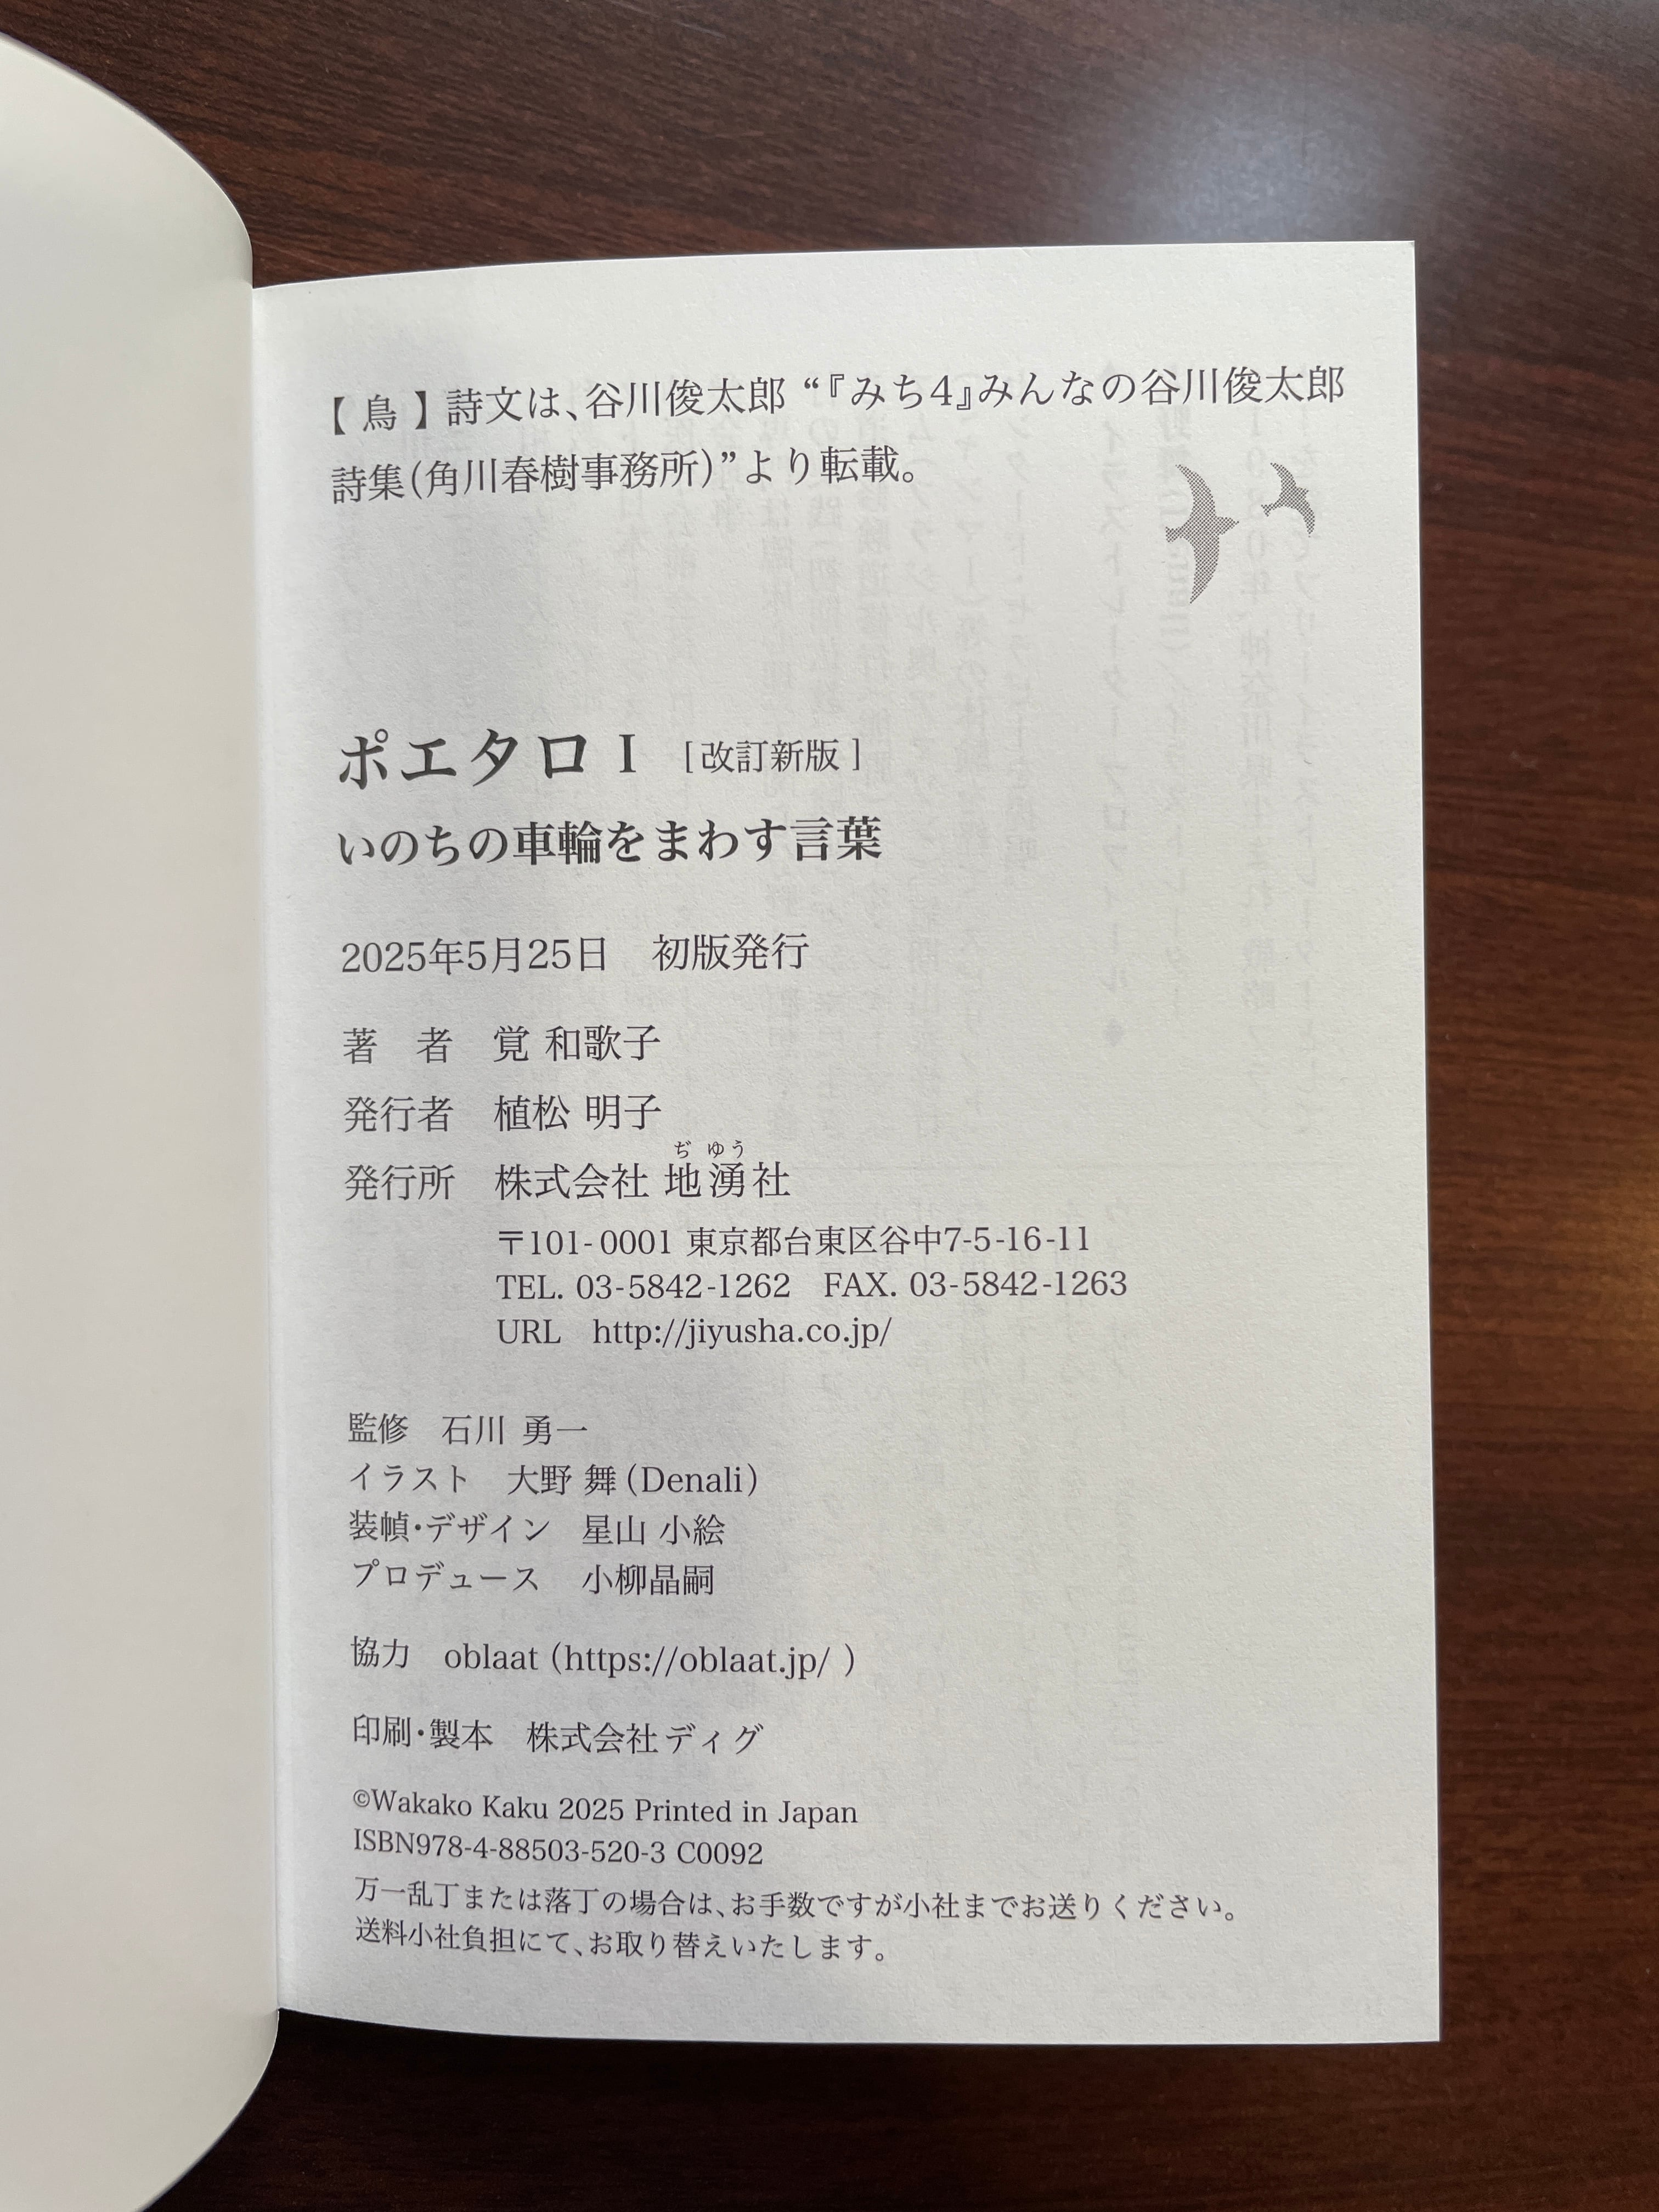 【 鳥 】 詩文は、谷川俊太郎 “『みち4』みんなの谷川俊太郎
詩集(角川春樹事務所)”より転載。
ポエタロ I [改訂新版]
いのちの車輪をまわす言葉
2025年5月25日　初版発行
著　者　覚 和歌子
発行者　植松 明子
ぢ ゆう
発行所　株式会社 地湧社
〒101-0001 東京都台東区谷中7-5-16-11
TEL. 03-5842-1262　FAX. 03-5842-1263
URL　http://jiyusha.co.jp/
監修　石川 勇一
イラスト　大野 舞(Denali)
装幀・デザイン　星山 小絵
プロデュース　小柳晶嗣
協力　oblaat (https://oblaat.jp/ )
印刷・製本　株式会社ディグ
©Wakako Kaku 2025 Printed in Japan
ISBN978-4-88503-520-3 C0092
万一乱丁または落丁の場合は、お手数ですが小社までお送りください。
送料小社負担にて、お取り替えいたします。